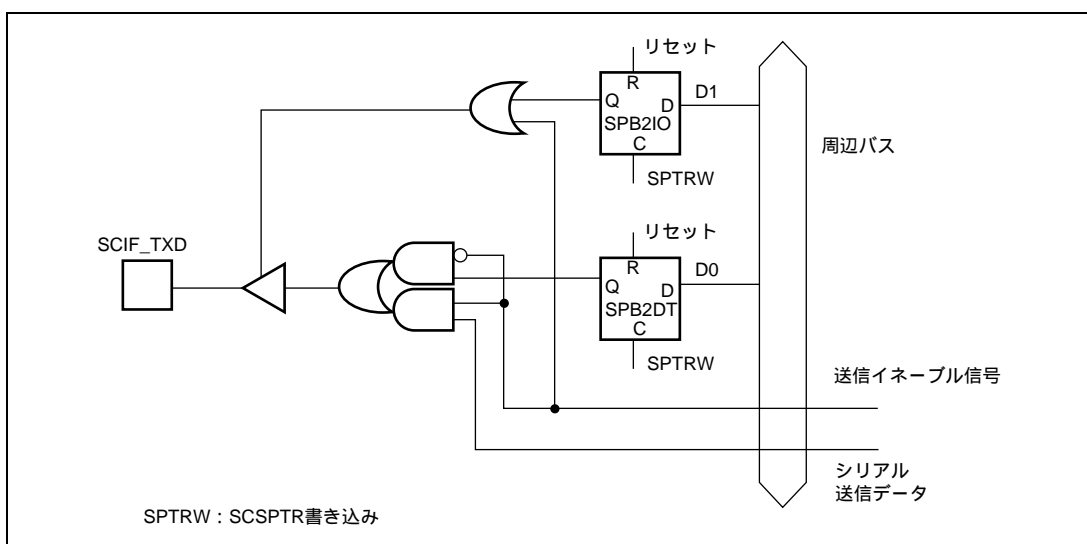 リセット
R
Q
D
D1
SPB2IO
C
SPTRW
周辺バス
リセット
SCIF_TXD
R
Q
D
D0
SPB2DT
C
SPTRW
送信イネーブル信号
シリアル
送信データ
SPTRW：SCSPTR書き込み